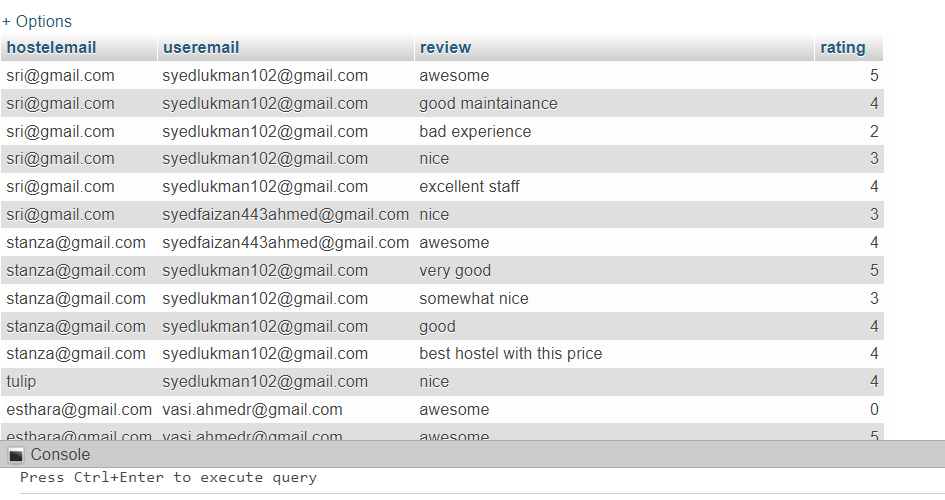 + Options
hostelemail useremail review rating
sri@gmail.com syedlukman102@gmail.com awesome 5
sri@gmail.com syedlukman102@gmail.com good maintainance 4
sri@gmail.com syedlukman102@gmail.com bad experience 2
sri@gmail.com syedlukman102@gmail.com nice 3
sri@gmail.com syedlukman102@gmail.com excellent staff 4
sri@gmail.com syedfaizan443ahmed@gmail.com nice 3
stanza@gmail.com syedfaizan443ahmed@gmail.com awesome 4
stanza@gmail.com syedlukman102@gmail.com very good 5
stanza@gmail.com syedlukman102@gmail.com somewhat nice 3
stanza@gmail.com syedlukman102@gmail.com good 4
stanza@gmail.com syedlukman102@gmail.com best hostel with this price 4
tulip syedlukman102@gmail.com nice 4
esthara@gmail.com vasi.ahmedr@gmail.com awesome 0
esthara@gmail.com vasi.ahmedr@gmail.com awesome 5
Console
Press Ctrl+Enter to execute query